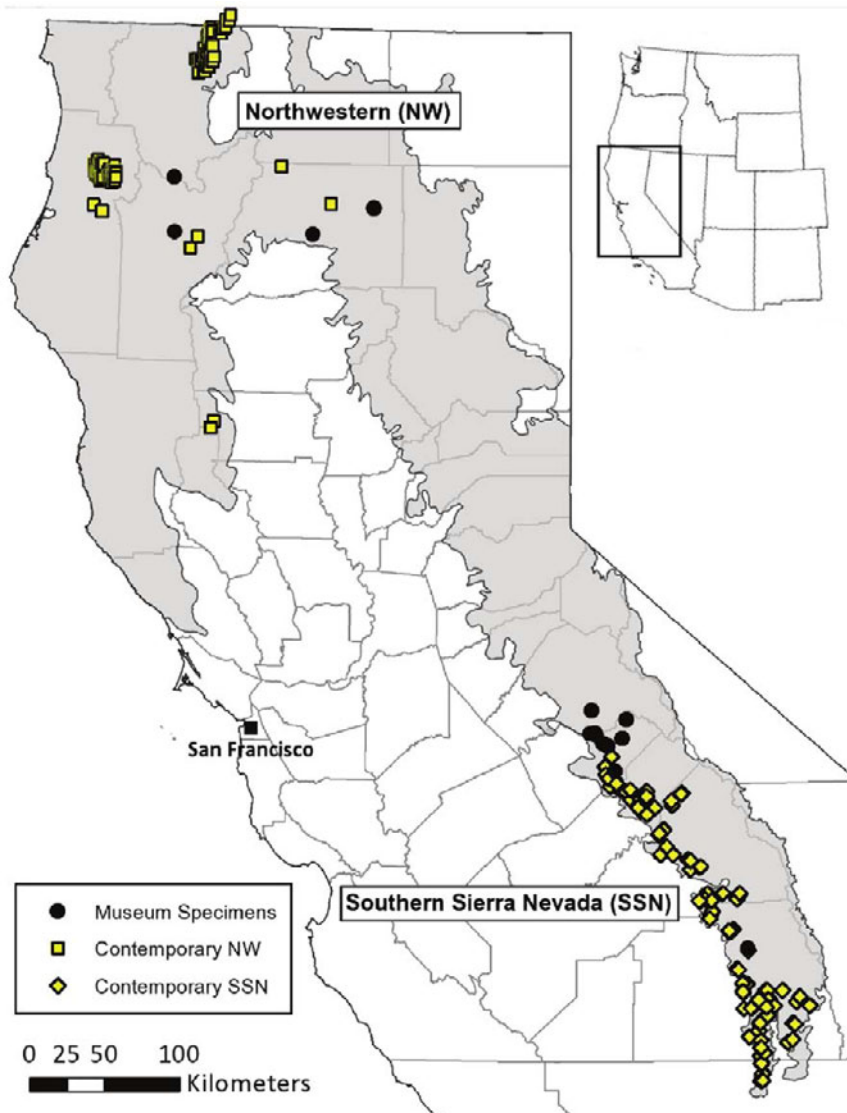 Northwestern (NW)
San Francisco
Southern Sierra Nevada (SSN)
Museum Specimens
Contemporary NW
Contemporary SSN
0 25 50 100
Kilometers